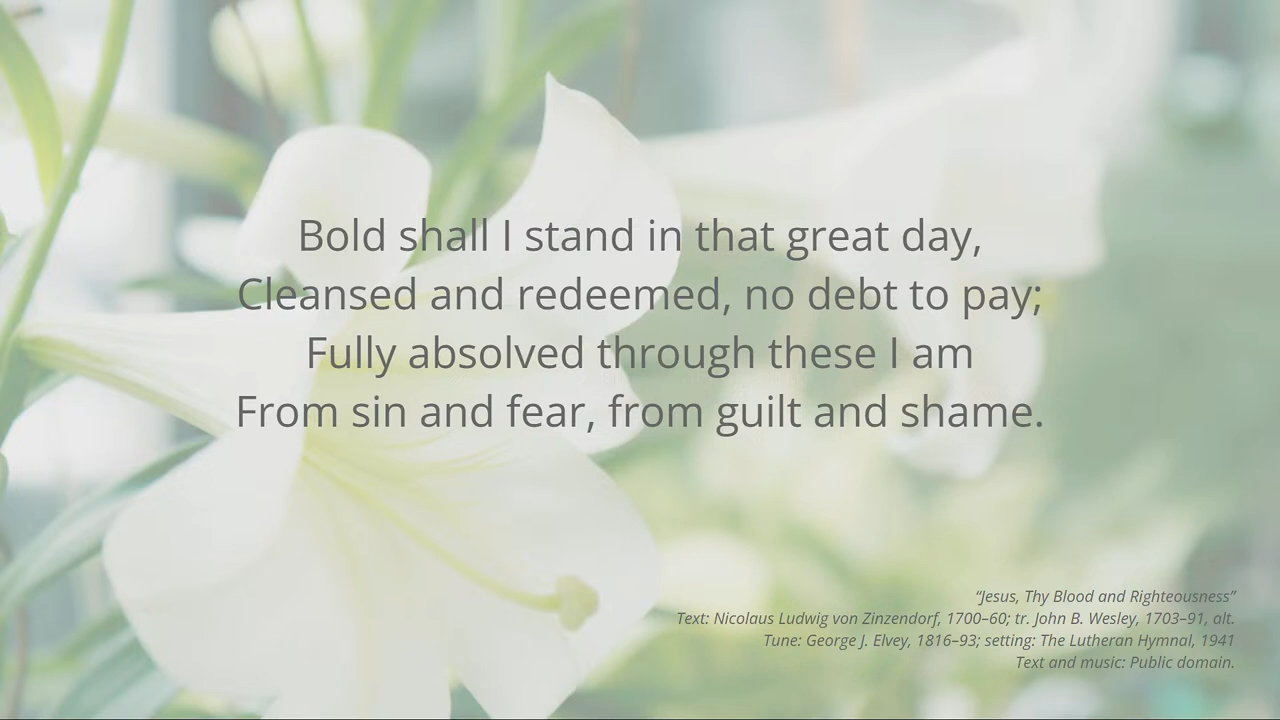 Bold shall I stand in that great day,
Cleansed and redeemed, no debt to pay;
Fully absolved through these I am
From sin and fear, from guilt and shame.
“Jesus, Thy Blood and Righteousness”
Text: Nicolaus Ludwig von Zinzendorf, 1700–60; tr. John B. Wesley, 1703–91, alt.
Tune: George J. Elvey, 1816–93; setting: The Lutheran Hymnal, 1941
Text and music: Public domain.